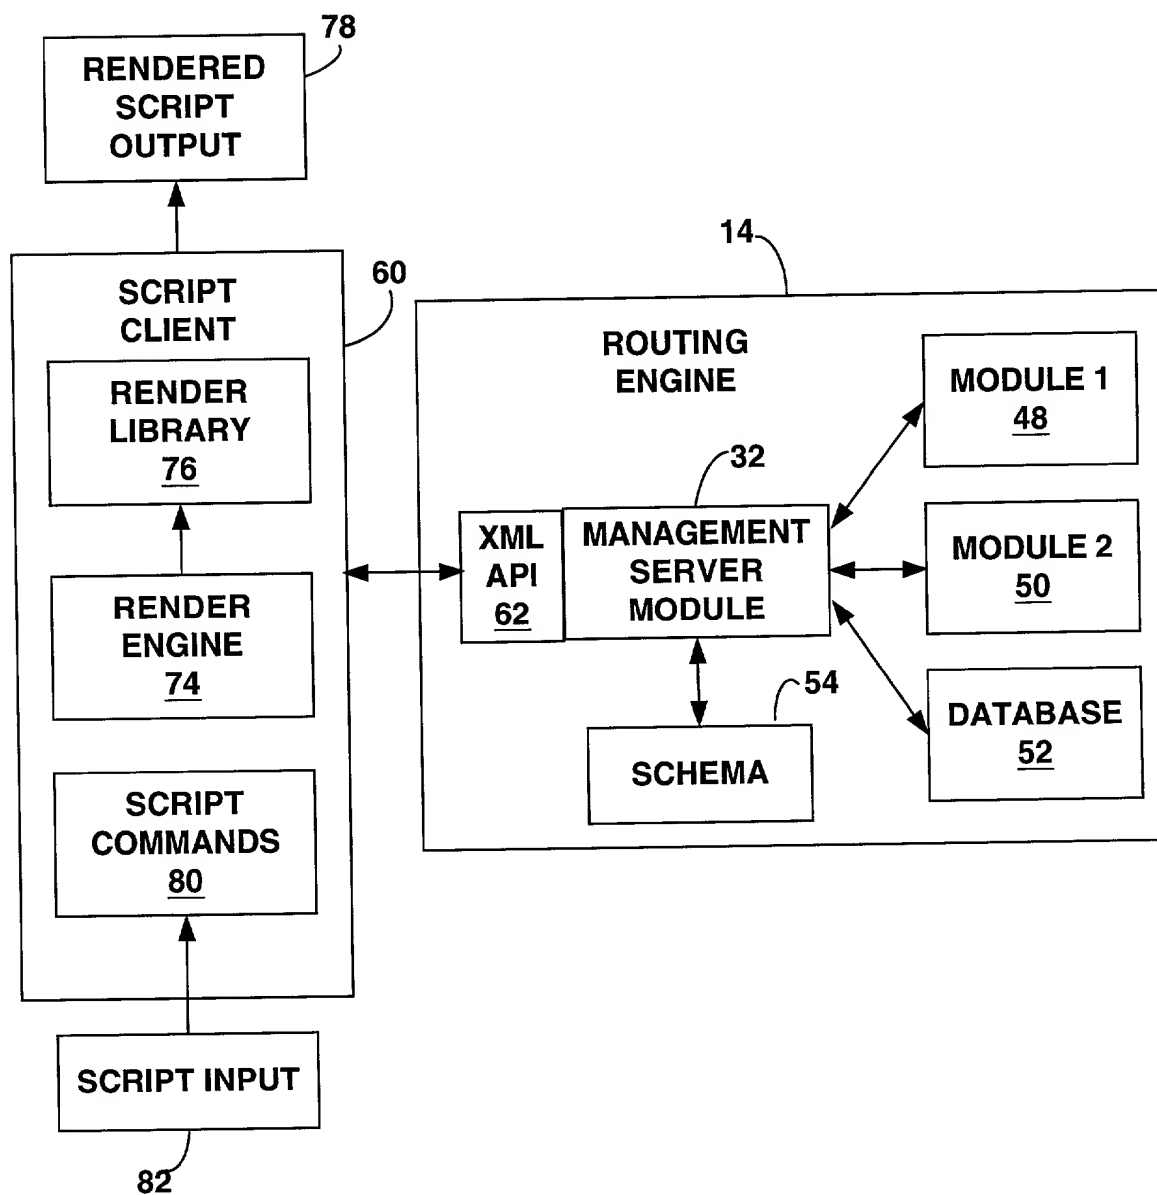 78
RENDERED
SCRIPT
OUTPUT
60
SCRIPT
CLIENT
RENDER
LIBRARY
76
RENDER
ENGINE
74
SCRIPT
COMMANDS
80
SCRIPT INPUT
82
14
ROUTING
ENGINE
32
XML
API
62
MANAGEMENT
SERVER
MODULE
54
SCHEMA
MODULE 1
48
MODULE 2
50
DATABASE
52